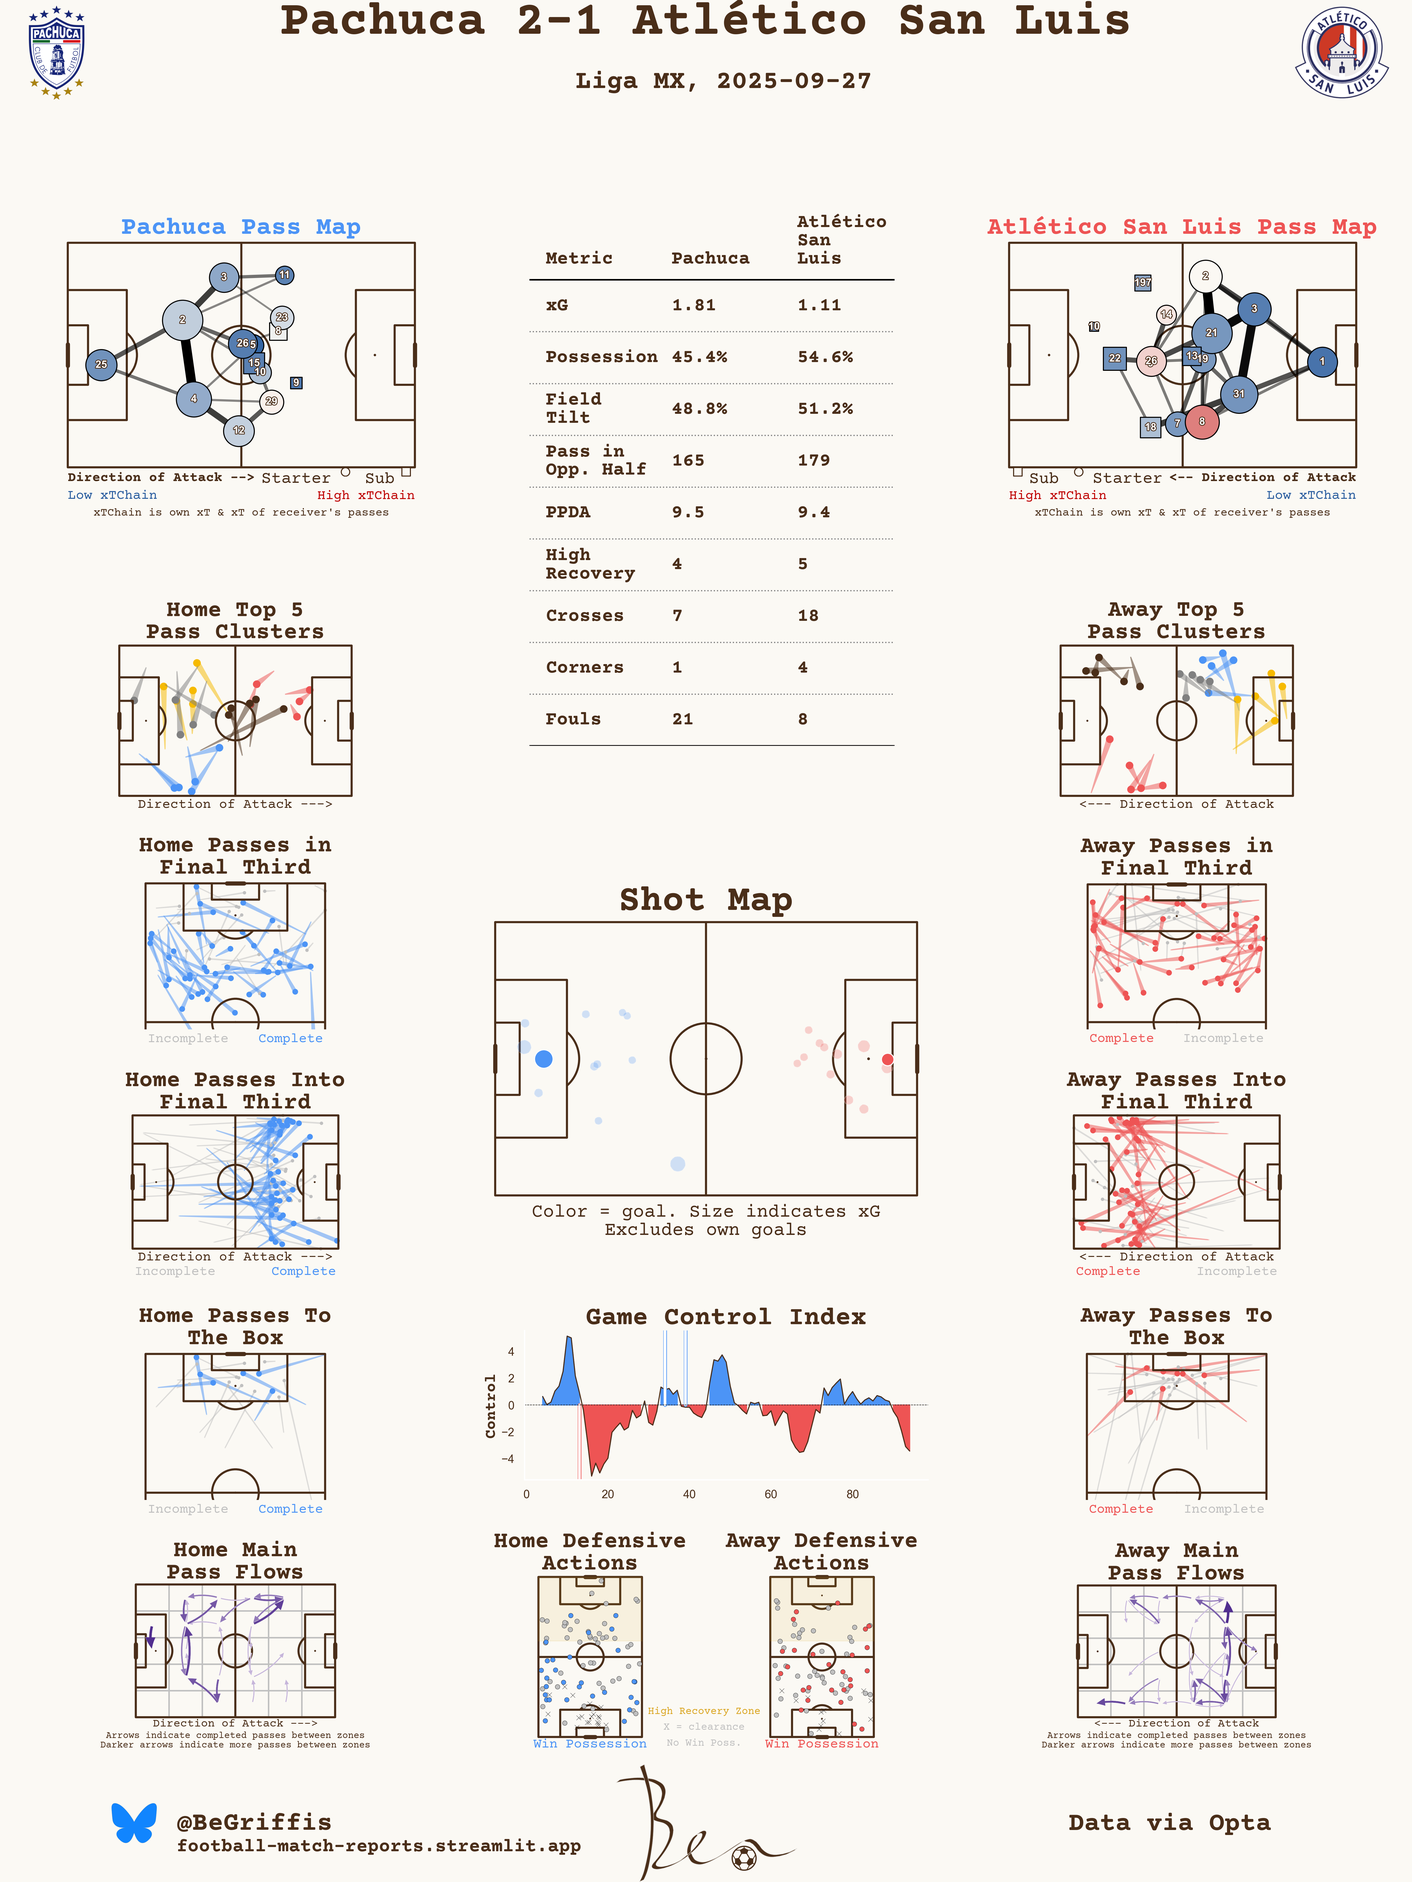 Pachuca 2-1 Atlético San Luis
Liga MX, 2025-09-27
PACHUCA
CLUB DE FUTBOL
ATLÉTICO
SAN LUIS
Pachuca Pass Map
3
11
2
23
8
26
5
15
10
25
9
4
29
12
Direction of Attack --> Starter Sub
Low xTChain High xTChain
xTChain is own xT & xT of receiver's passes
Metric Pachuca Atlético
San
Luis
xG 1.81 1.11
Possession 45.4% 54.6%
Field
Tilt 48.8% 51.2%
Pass in
Opp. Half 165 179
PPDA 9.5 9.4
High
Recovery 4 5
Crosses 7 18
Corners 1 4
Fouls 21 8
Atlético San Luis Pass Map
2
197
3
14
10
21
22
26
13
19
1
31
18
7
8
Sub Starter <-- Direction of Attack
High xTChain Low xTChain
xTChain is own xT & xT of receiver's passes
Home Top 5
Pass Clusters
Direction of Attack --->
Away Top 5
Pass Clusters
<--- Direction of Attack
Home Passes in
Final Third
Incomplete Complete
Away Passes in
Final Third
Complete Incomplete
Shot Map
Color = goal. Size indicates xG
Excludes own goals
Home Passes Into
Final Third
Direction of Attack --->
Incomplete Complete
Away Passes Into
Final Third
<--- Direction of Attack
Complete Incomplete
Home Passes To
The Box
Incomplete Complete
Game Control Index
Control
4
2
0
−2
−4
0 20 40 60 80
Away Passes To
The Box
Complete Incomplete
Home Main
Pass Flows
Direction of Attack --->
Arrows indicate completed passes between zones
Darker arrows indicate more passes between zones
Home Defensive
Actions
Win Possession
High Recovery Zone
X = clearance
No Win Poss.
Away Defensive
Actions
Win Possession
Away Main
Pass Flows
<--- Direction of Attack
Arrows indicate completed passes between zones
Darker arrows indicate more passes between zones
@BeGriffis
football-match-reports.streamlit.app
Ben
Data via Opta